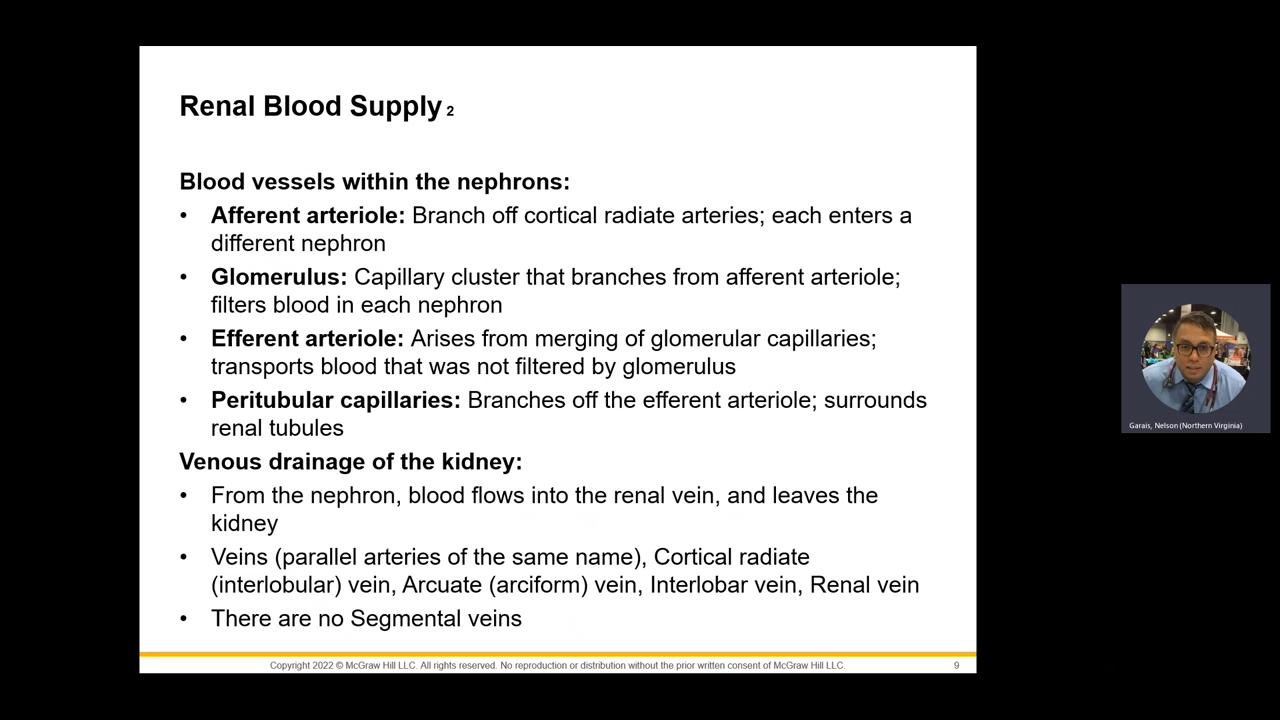 Renal Blood Supply 2
Blood vessels within the nephrons:
• Afferent arteriole: Branch off cortical radiate arteries; each enters a
different nephron
• Glomerulus: Capillary cluster that branches from afferent arteriole;
filters blood in each nephron
• Efferent arteriole: Arises from merging of glomerular capillaries;
transports blood that was not filtered by glomerulus
• Peritubular capillaries: Branches off the efferent arteriole; surrounds
renal tubules
Venous drainage of the kidney:
• From the nephron, blood flows into the renal vein, and leaves the
kidney
• Veins (parallel arteries of the same name), Cortical radiate
(interlobular) vein, Arcuate (arciform) vein, Interlobar vein, Renal vein
• There are no Segmental veins
Copyright 2022 © McGraw Hill LLC. All rights reserved. No reproduction or distribution without the prior written consent of McGraw Hill LLC.
9
Garais, Nelson (Northern Virginia)